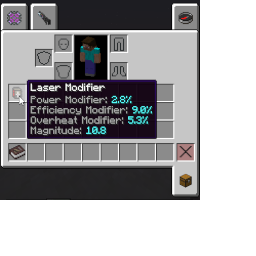 Laser Modifier
Power Modifier: 2.8%
Efficiency Modifier: 9.0%
Overheat Modifier: 5.3%
Magnitude: 10.8